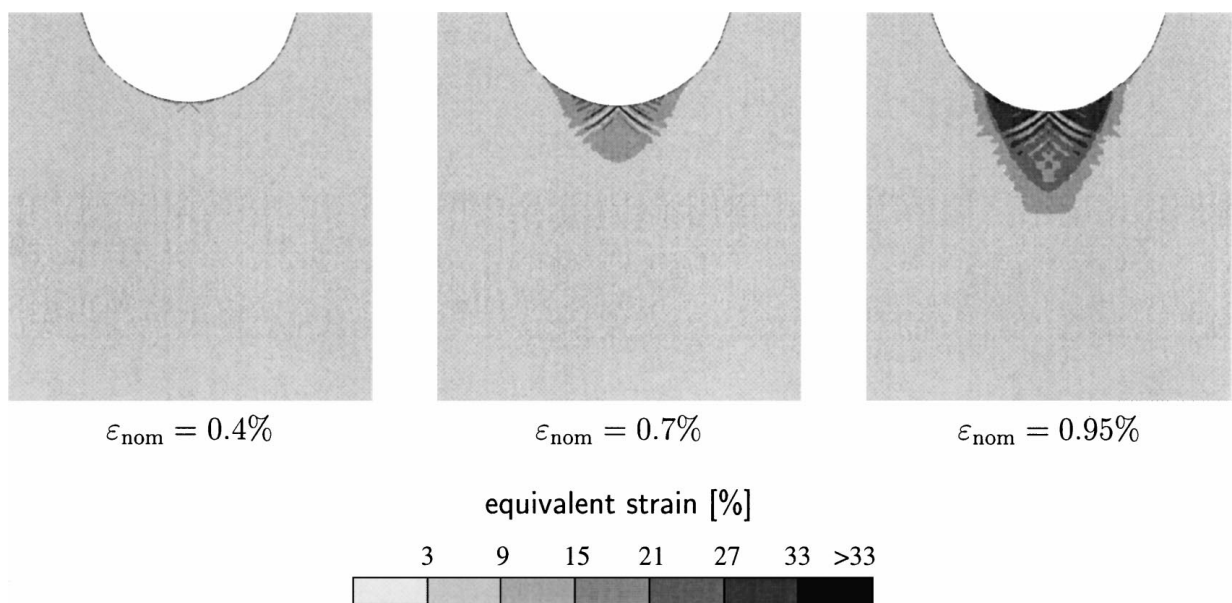 ε_nom = 0.4% ε_nom = 0.7% ε_nom = 0.95%
equivalent strain [%]
3 9 15 21 27 33 >33